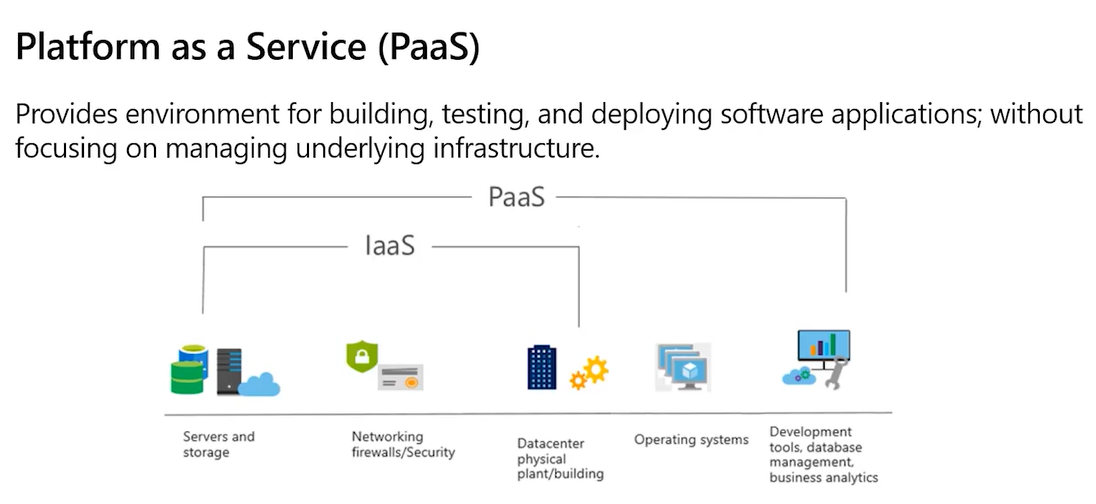 Platform as a Service (PaaS)
Provides environment for building, testing, and deploying software applications; without
focusing on managing underlying infrastructure.
PaaS
IaaS
Servers and
storage
Networking
firewalls/Security
Datacenter
physical
plant/building
Operating systems
Development
tools, database
management,
business analytics